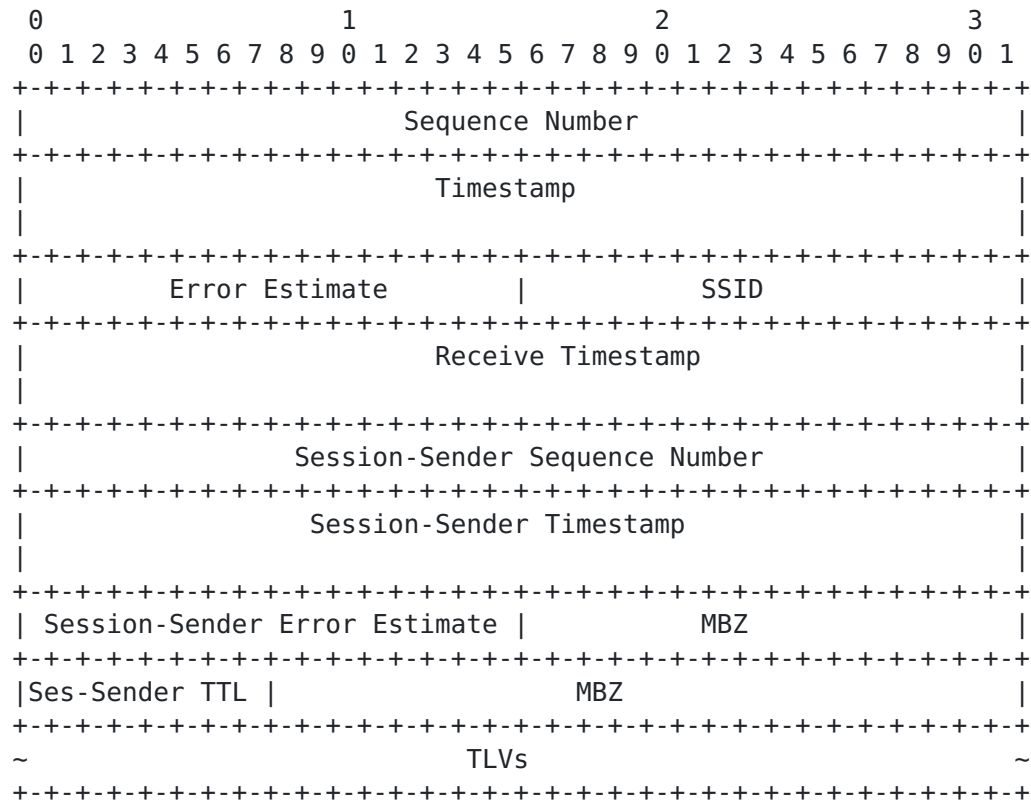 0                   1                   2                   3
 0 1 2 3 4 5 6 7 8 9 0 1 2 3 4 5 6 7 8 9 0 1 2 3 4 5 6 7 8 9 0 1
+-+-+-+-+-+-+-+-+-+-+-+-+-+-+-+-+-+-+-+-+-+-+-+-+-+-+-+-+-+-+-+-+
|                        Sequence Number                        |
+-+-+-+-+-+-+-+-+-+-+-+-+-+-+-+-+-+-+-+-+-+-+-+-+-+-+-+-+-+-+-+-+
|                          Timestamp                            |
|                                                               |
+-+-+-+-+-+-+-+-+-+-+-+-+-+-+-+-+-+-+-+-+-+-+-+-+-+-+-+-+-+-+-+-+
|         Error Estimate        |           SSID                |
+-+-+-+-+-+-+-+-+-+-+-+-+-+-+-+-+-+-+-+-+-+-+-+-+-+-+-+-+-+-+-+-+
|                          Receive Timestamp                    |
|                                                               |
+-+-+-+-+-+-+-+-+-+-+-+-+-+-+-+-+-+-+-+-+-+-+-+-+-+-+-+-+-+-+-+-+
|                 Session-Sender Sequence Number                |
+-+-+-+-+-+-+-+-+-+-+-+-+-+-+-+-+-+-+-+-+-+-+-+-+-+-+-+-+-+-+-+-+
|                  Session-Sender Timestamp                     |
|                                                               |
+-+-+-+-+-+-+-+-+-+-+-+-+-+-+-+-+-+-+-+-+-+-+-+-+-+-+-+-+-+-+-+-+
| Session-Sender Error Estimate |           MBZ                 |
+-+-+-+-+-+-+-+-+-+-+-+-+-+-+-+-+-+-+-+-+-+-+-+-+-+-+-+-+-+-+-+-+
|Ses-Sender TTL |                   MBZ                         |
+-+-+-+-+-+-+-+-+-+-+-+-+-+-+-+-+-+-+-+-+-+-+-+-+-+-+-+-+-+-+-+-+
~                            TLVs                               ~
+-+-+-+-+-+-+-+-+-+-+-+-+-+-+-+-+-+-+-+-+-+-+-+-+-+-+-+-+-+-+-+-+